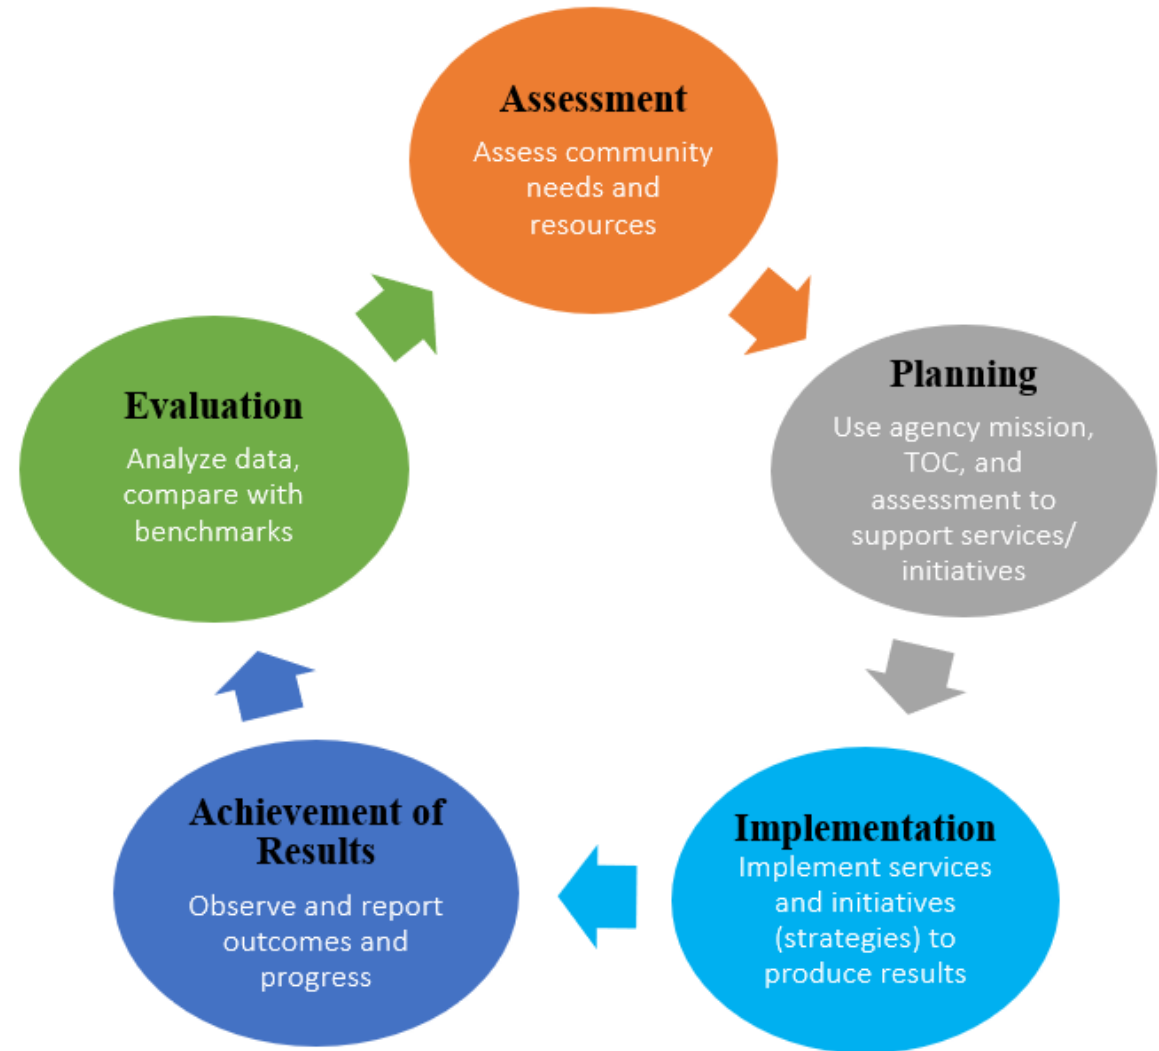 Assessment
Assess community
needs and
resources
Planning
Use agency mission,
TOC, and
assessment to
support services/
initiatives
Implementation
Implement services
and initiatives
(strategies) to
produce results
Achievement of
Results
Observe and report
outcomes and
progress
Evaluation
Analyze data,
compare with
benchmarks